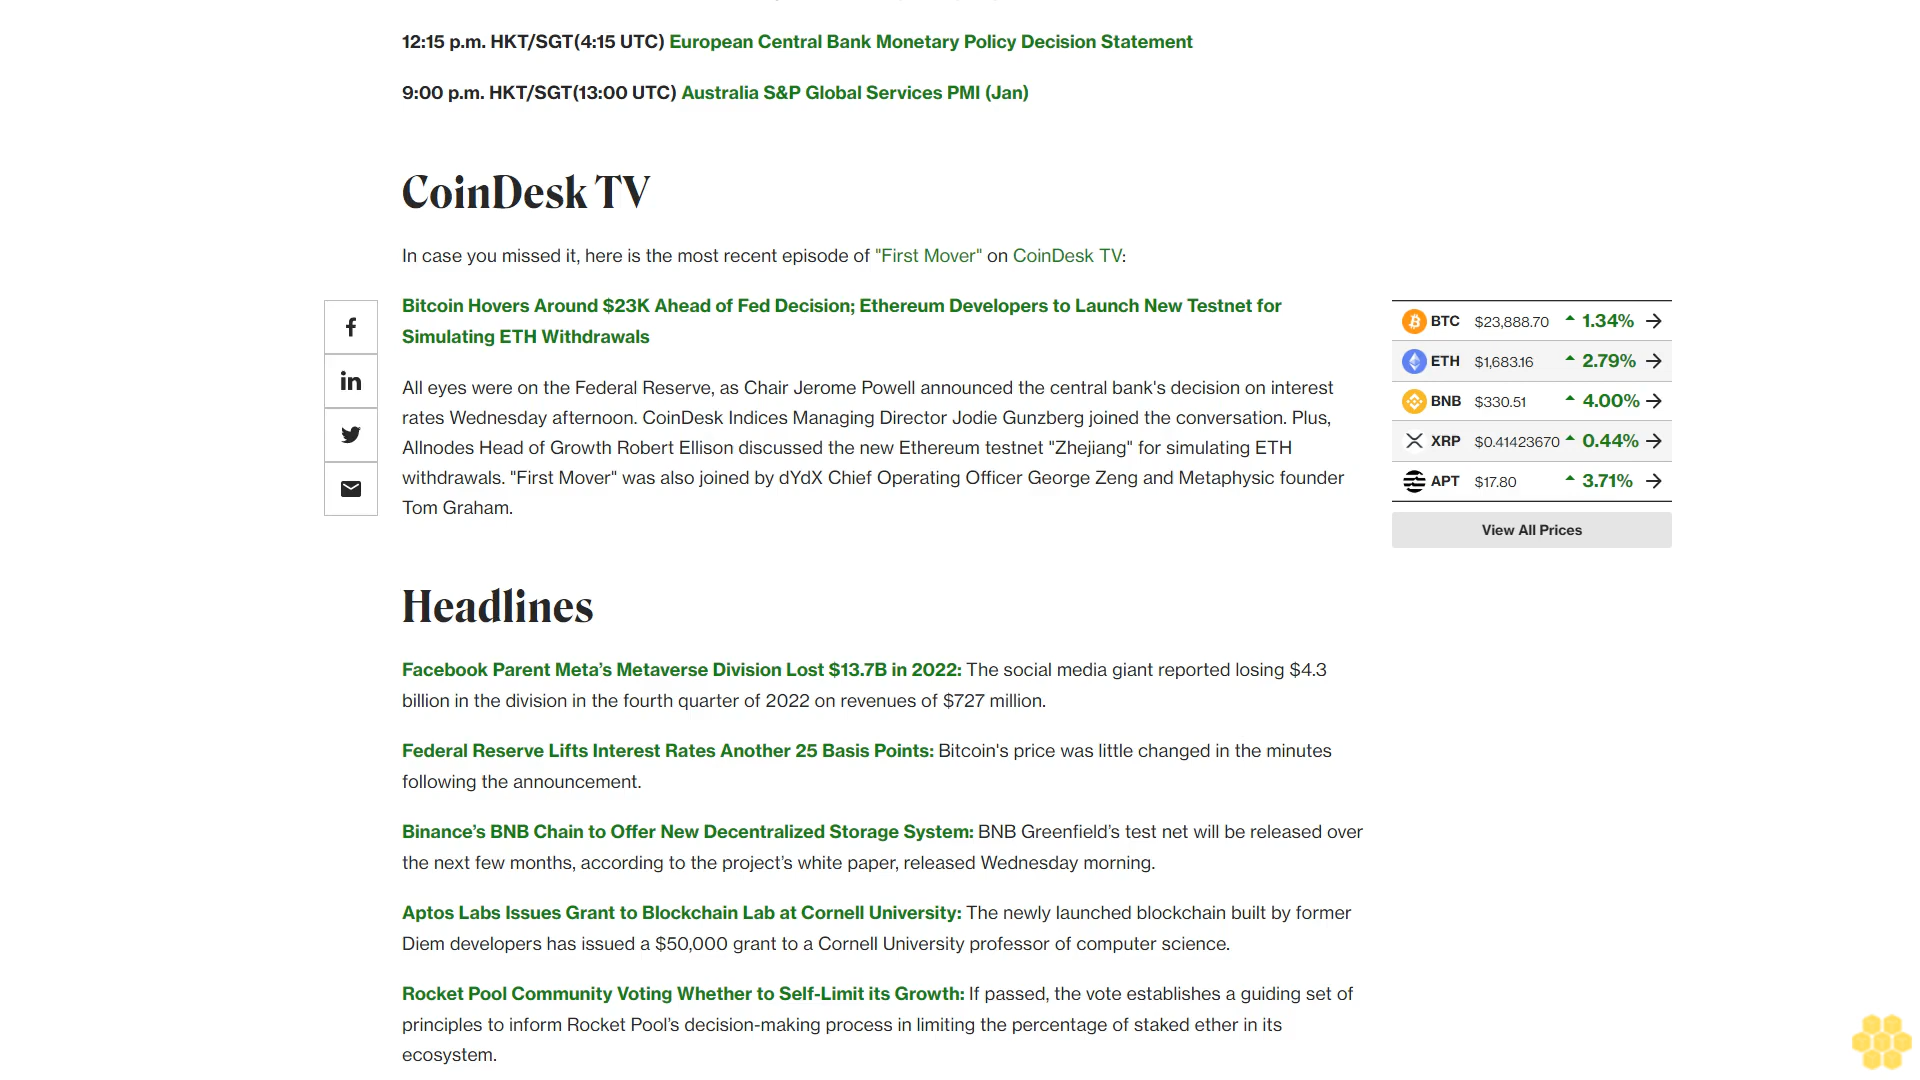 12:15 p.m. HKT/SGT(4:15 UTC) European Central Bank Monetary Policy Decision Statement
9:00 p.m. HKT/SGT(13:00 UTC) Australia S&P Global Services PMI (Jan)
CoinDesk TV
In case you missed it, here is the most recent episode of "First Mover" on CoinDesk TV:
Bitcoin Hovers Around $23K Ahead of Fed Decision; Ethereum Developers to Launch New Testnet for
Simulating ETH Withdrawals
All eyes were on the Federal Reserve, as Chair Jerome Powell announced the central bank's decision on interest
rates Wednesday afternoon. CoinDesk Indices Managing Director Jodie Gunzberg joined the conversation. Plus,
Allnodes Head of Growth Robert Ellison discussed the new Ethereum testnet "Zhejiang" for simulating ETH
withdrawals. "First Mover" was also joined by dYdX Chief Operating Officer George Zeng and Metaphysic founder
Tom Graham.
BTC $23,888.70 1.34%
ETH $1,683.16 2.79%
BNB $330.51 4.00%
XRP $0.41423670 0.44%
APT $17.80 3.71%
View All Prices
Headlines
Facebook Parent Meta’s Metaverse Division Lost $13.7B in 2022: The social media giant reported losing $4.3
billion in the division in the fourth quarter of 2022 on revenues of $727 million.
Federal Reserve Lifts Interest Rates Another 25 Basis Points: Bitcoin's price was little changed in the minutes
following the announcement.
Binance’s BNB Chain to Offer New Decentralized Storage System: BNB Greenfield’s test net will be released over
the next few months, according to the project’s white paper, released Wednesday morning.
Aptos Labs Issues Grant to Blockchain Lab at Cornell University: The newly launched blockchain built by former
Diem developers has issued a $50,000 grant to a Cornell University professor of computer science.
Rocket Pool Community Voting Whether to Self-Limit its Growth: If passed, the vote establishes a guiding set of
principles to inform Rocket Pool’s decision-making process in limiting the percentage of staked ether in its
ecosystem.